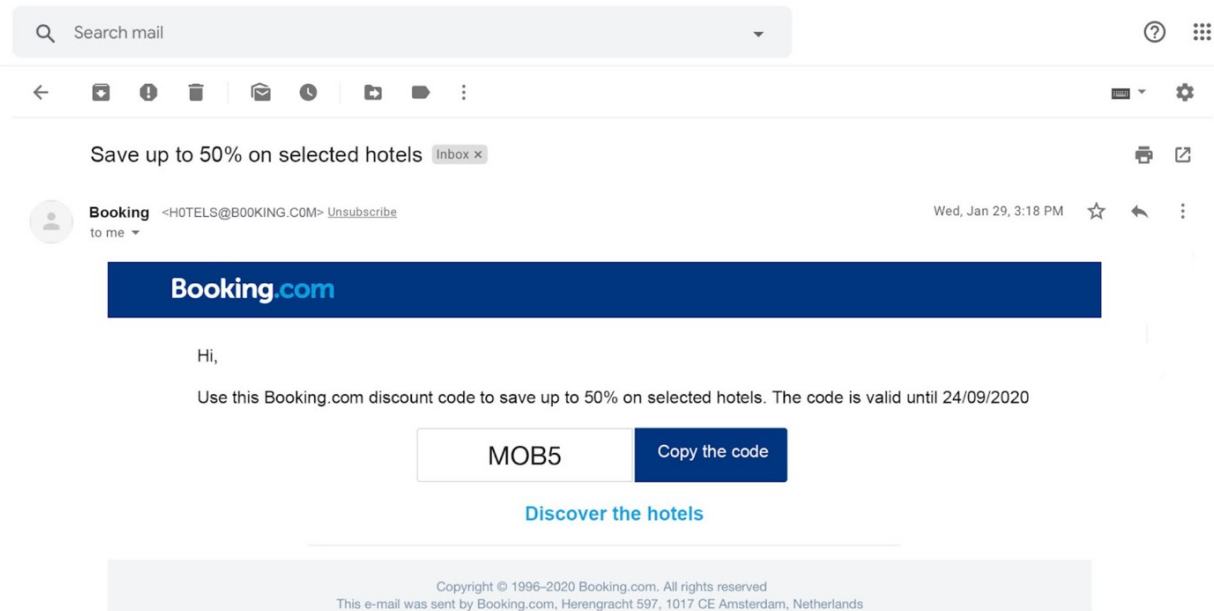 Search mail
Save up to 50% on selected hotels Inbox ×
Booking <H0TELS@B00KING.C0M> Unsubscribe Wed, Jan 29, 3:18 PM
to me
Booking.com
Hi,
Use this Booking.com discount code to save up to 50% on selected hotels. The code is valid until 24/09/2020
MOB5 Copy the code
Discover the hotels
Copyright © 1996–2020 Booking.com. All rights reserved
This e-mail was sent by Booking.com, Herengracht 597, 1017 CE Amsterdam, Netherlands